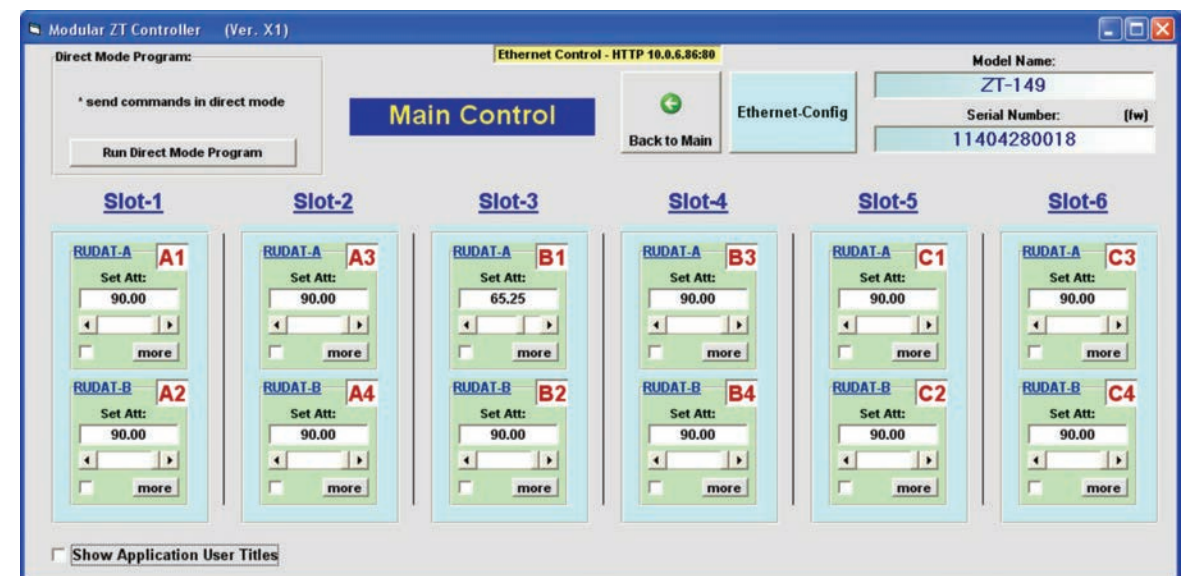 Modular ZT Controller (Ver. X1)
Direct Mode Program:
* send commands in direct mode
Run Direct Mode Program
Ethernet Control - HTTP 10.0.6.86:80
Main Control
Back to Main
Ethernet-Config
Model Name:
ZT-149
Serial Number: (fw)
11404280018
Slot-1 Slot-2 Slot-3 Slot-4 Slot-5 Slot-6
RUDAT-A A1 RUDAT-A A3 RUDAT-A B1 RUDAT-A B3 RUDAT-A C1 RUDAT-A C3
Set Att: Set Att: Set Att: Set Att: Set Att: Set Att:
90.00 90.00 65.25 90.00 90.00 90.00
more more more more more more
RUDAT-B A2 RUDAT-B A4 RUDAT-B B2 RUDAT-B B4 RUDAT-B C2 RUDAT-B C4
Set Att: Set Att: Set Att: Set Att: Set Att: Set Att:
90.00 90.00 90.00 90.00 90.00 90.00
more more more more more more
Show Application User Titles